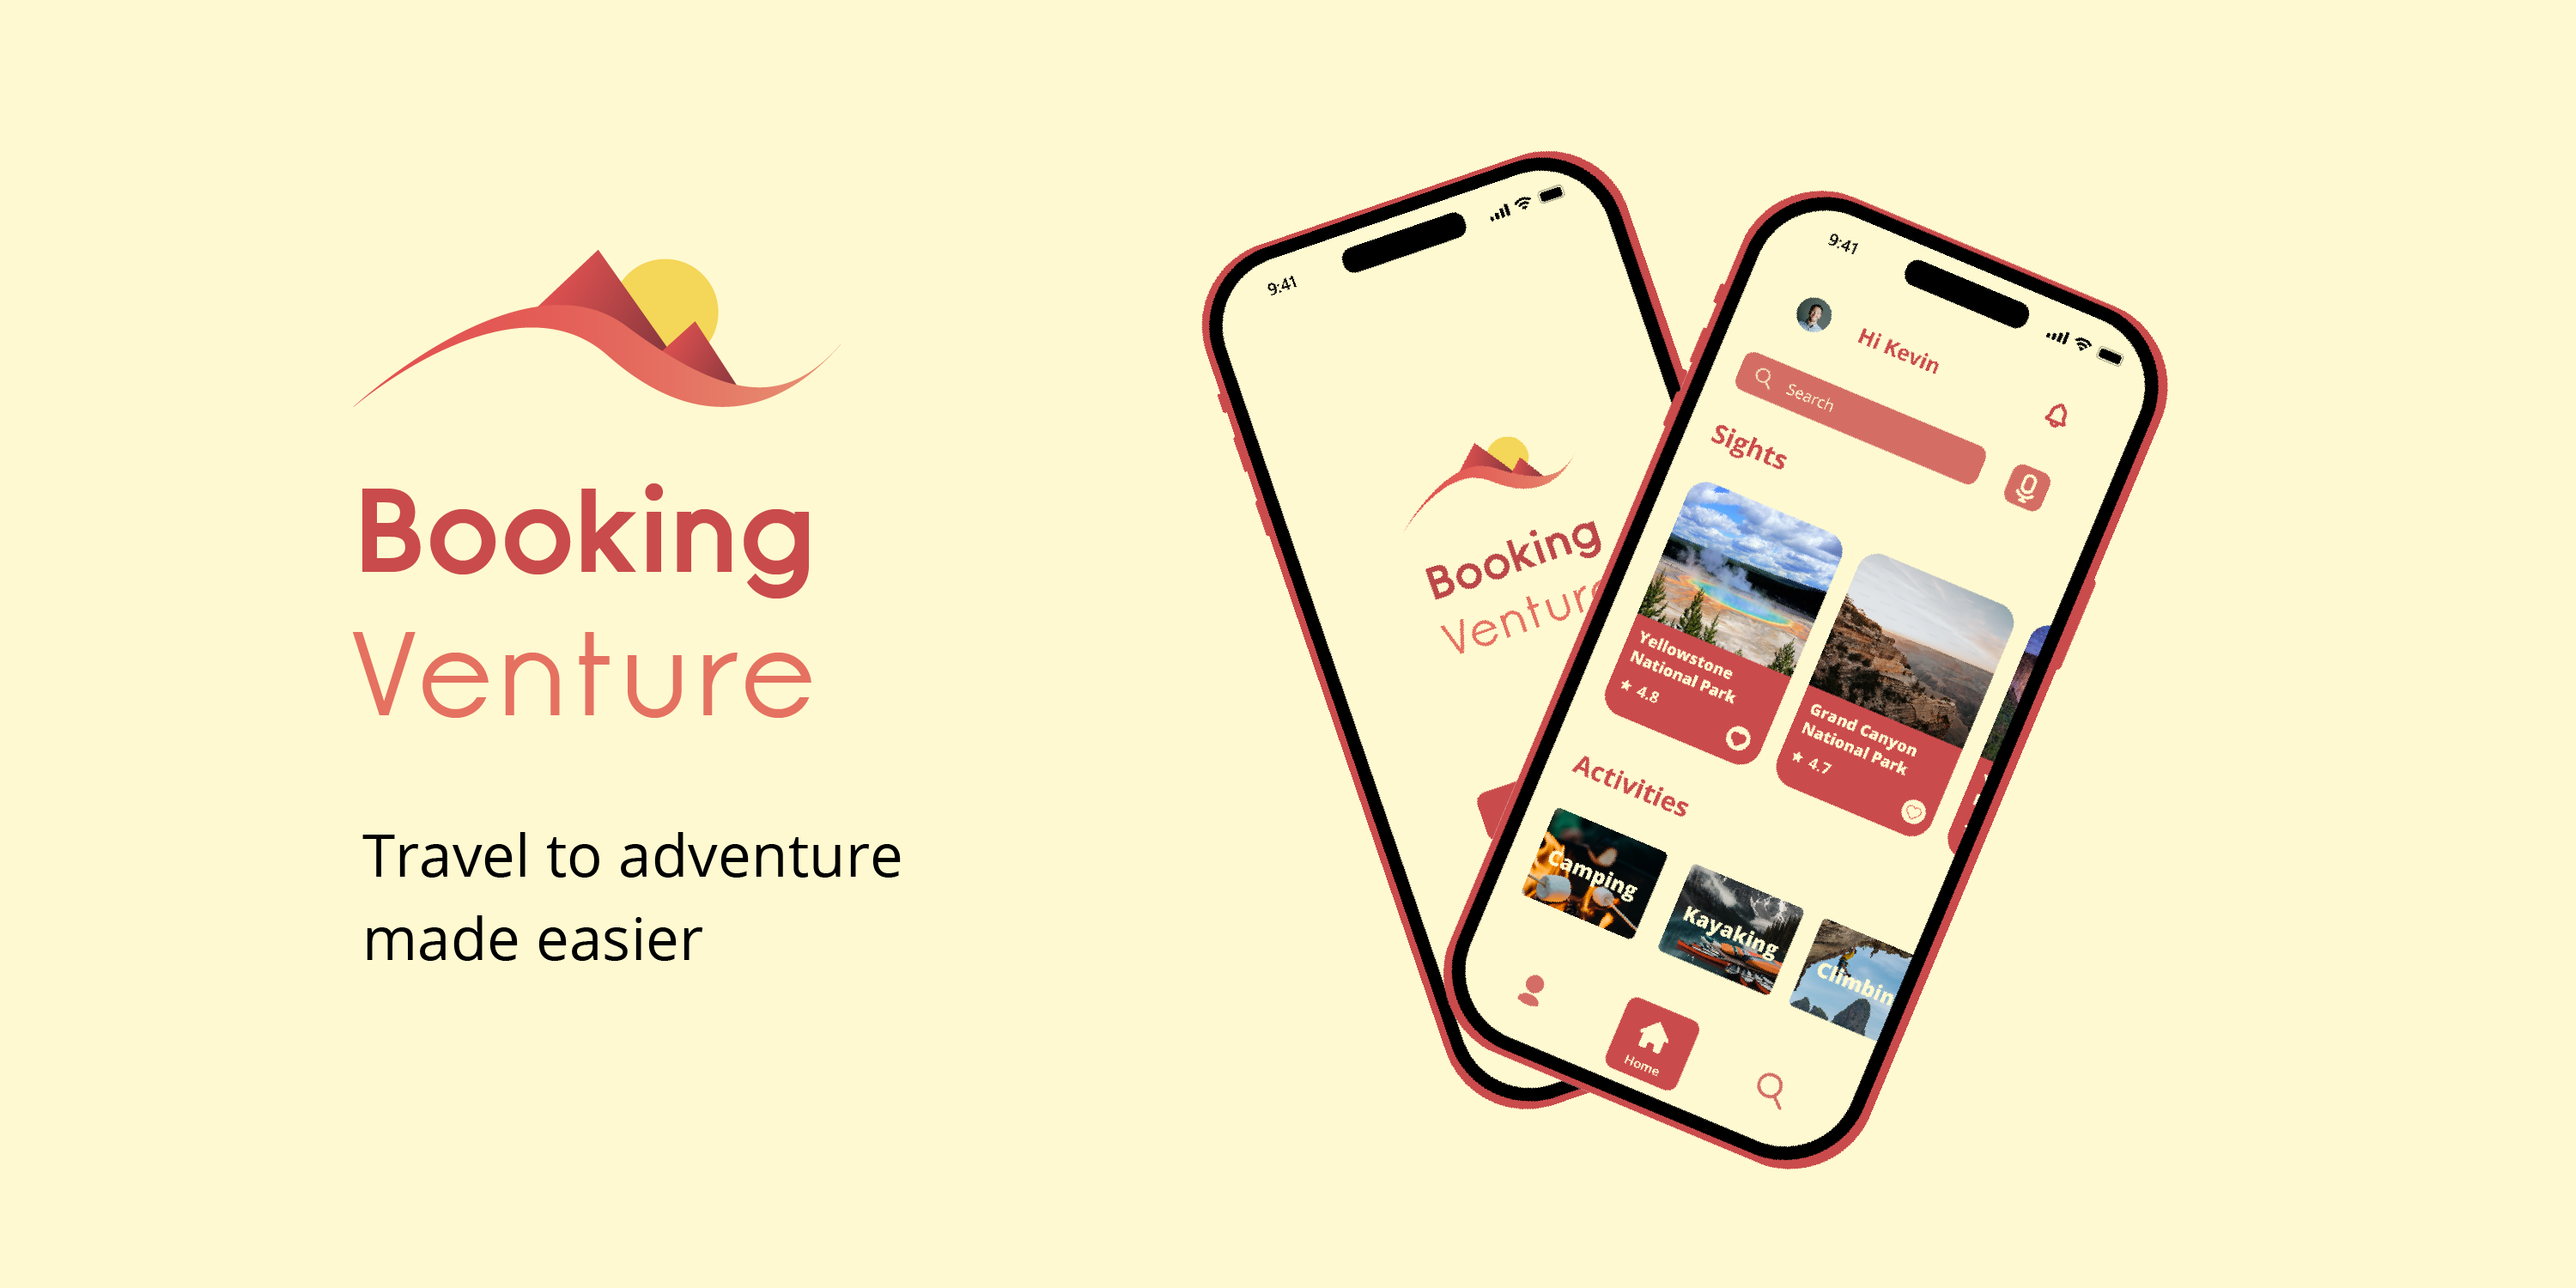 Booking
Venture
Travel to adventure
made easier
9:41
Booking
Venture
9:41
Hi Kevin
Search
Sights
Yellowstone
National Park
4.8
Grand Canyon
National Park
4.7
Activities
Camping
Kayaking
Climbin
Home